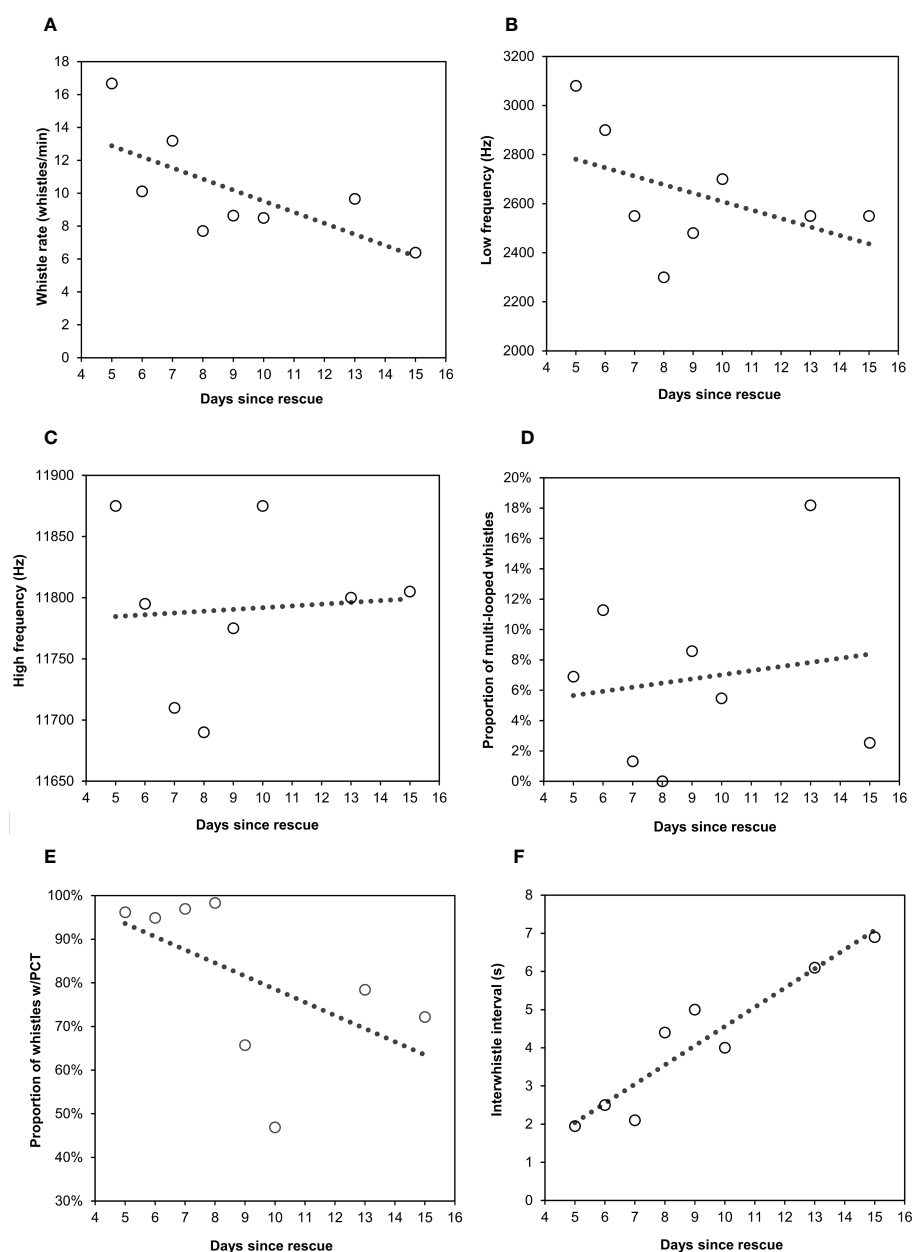 A
Whistle rate (whistles/min)
18
16
14
12
10
8
6
4
2
0
4 5 6 7 8 9 10 11 12 13 14 15 16
Days since rescue
B
Low frequency (Hz)
3200
3000
2800
2600
2400
2200
2000
4 5 6 7 8 9 10 11 12 13 14 15 16
Days since rescue
C
High frequency (Hz)
11900
11850
11800
11750
11700
11650
4 5 6 7 8 9 10 11 12 13 14 15 16
Days since rescue
D
Proportion of multi-looped whistles
20%
18%
16%
14%
12%
10%
8%
6%
4%
2%
0%
4 5 6 7 8 9 10 11 12 13 14 15 16
Days since rescue
E
Proportion of whistles w/PCT
100%
90%
80%
70%
60%
50%
40%
30%
4 5 6 7 8 9 10 11 12 13 14 15 16
Days since rescue
F
Interwhistle interval (s)
8
7
6
5
4
3
2
1
0
4 5 6 7 8 9 10 11 12 13 14 15 16
Days since rescue